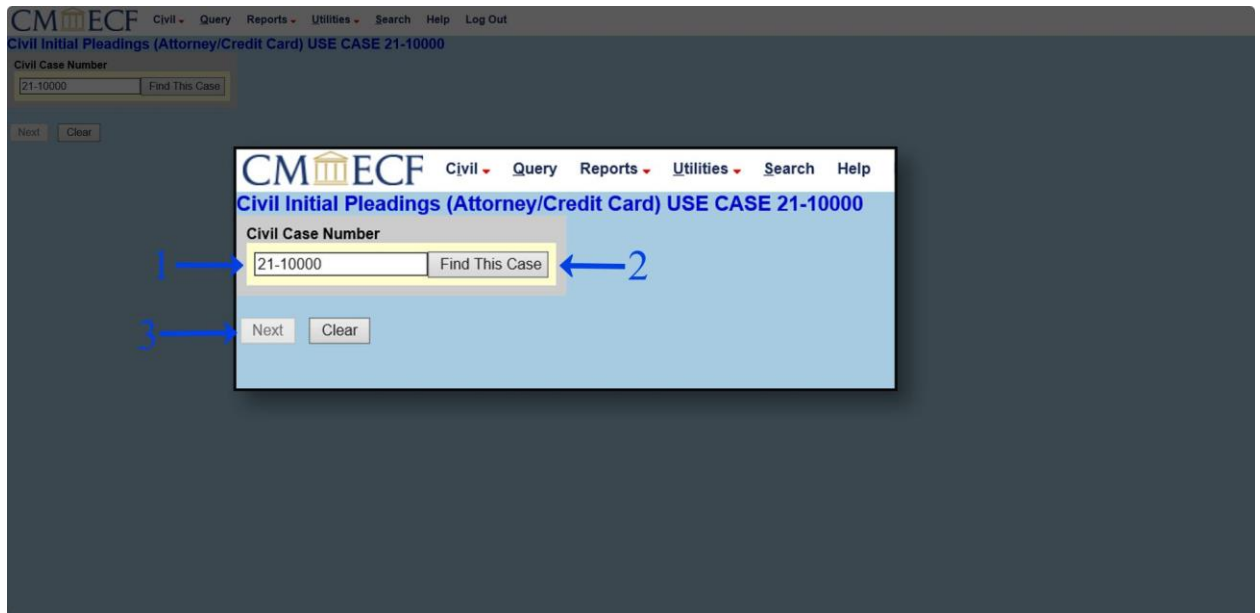 CM ECF Civil Query Reports Utilities Search Help Log Out
Civil Initial Pleadings (Attorney/Credit Card) USE CASE 21-10000
Civil Case Number
21-10000 Find This Case
Next Clear
CM ECF Civil Query Reports Utilities Search Help
Civil Initial Pleadings (Attorney/Credit Card) USE CASE 21-10000
Civil Case Number
1 21-10000 Find This Case 2
3 Next Clear